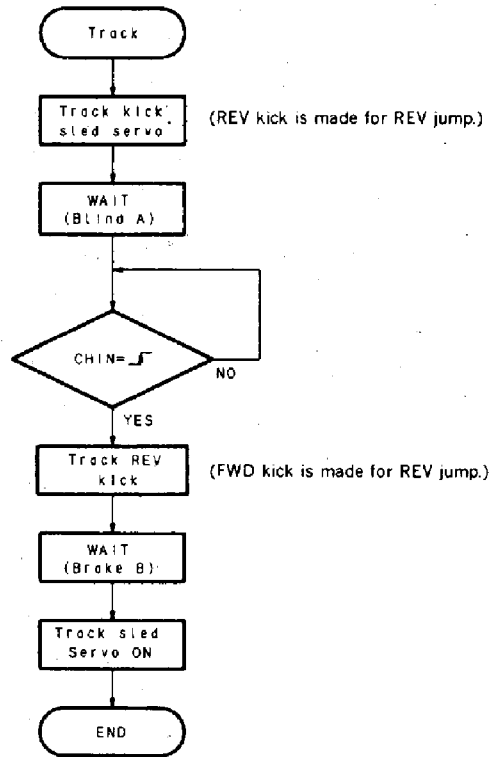 Track
Track kick
sled servo
(REV kick is made for REV jump.)
WAIT
(Blind A)
CHIN=
NO
YES
Track REV
kick
(FWD kick is made for REV jump.)
WAIT
(Brake B)
Track sled
Servo ON
END